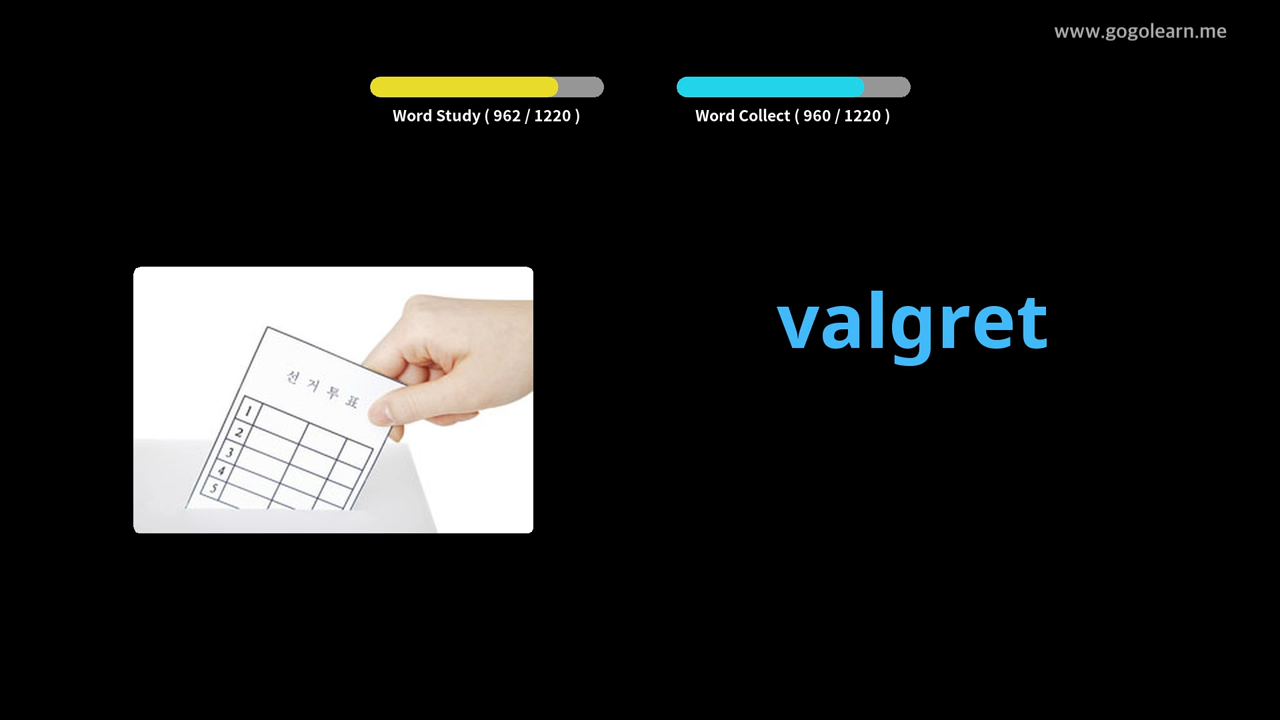 www.gogolearn.me
Word Study ( 962 / 1220 )
Word Collect ( 960 / 1220 )
valgret
선거투표
1
2
3
4
5